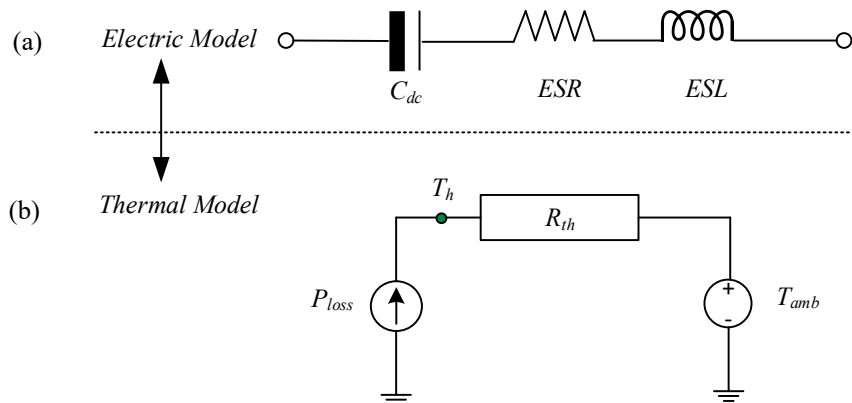 (a) Electric Model
C_dc ESR ESL
(b) Thermal Model
T_h
R_th
P_loss
+
-
T_amb